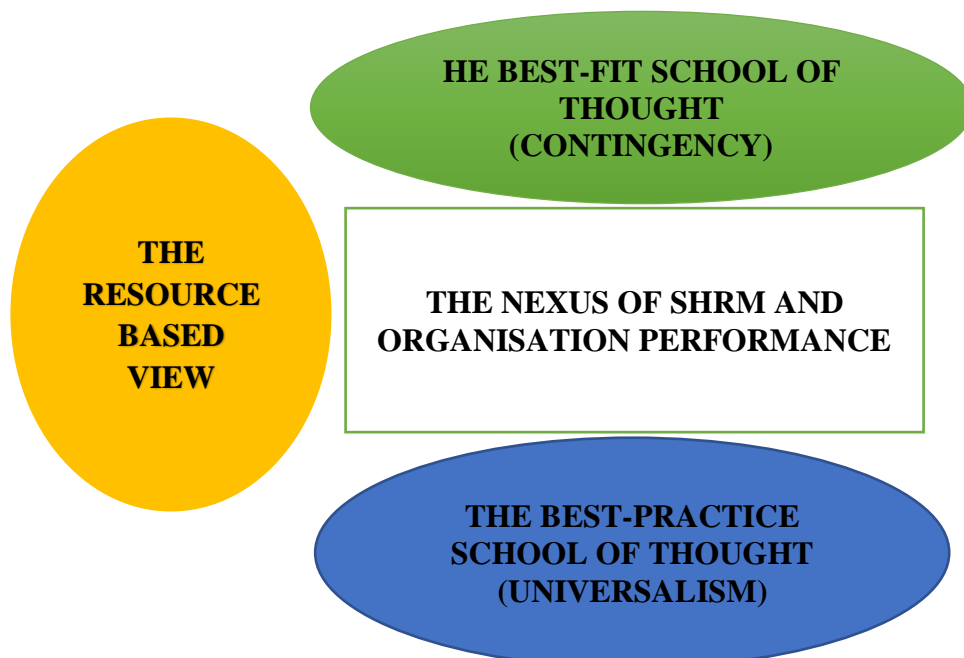 HE BEST-FIT SCHOOL OF
THOUGHT
(CONTINGENCY)
THE
RESOURCE
BASED
VIEW
THE NEXUS OF SHRM AND
ORGANISATION PERFORMANCE
THE BEST-PRACTICE
SCHOOL OF THOUGHT
(UNIVERSALISM)